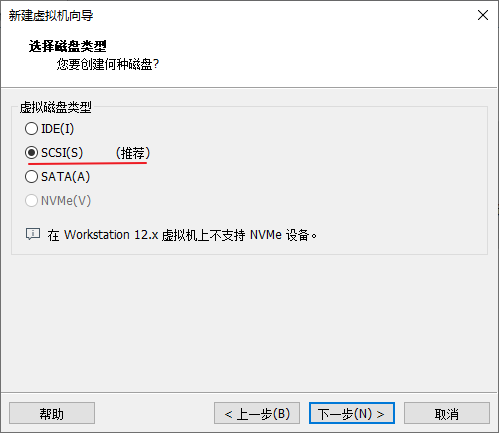 新建虚拟机向导
选择磁盘类型
您要创建何种磁盘?
虚拟磁盘类型
IDE(I)
SCSI(S) (推荐)
SATA(A)
NVMe(V)
在 Workstation 12.x 虚拟机上不支持 NVMe 设备。
帮助 < 上一步(B) 下一步(N) > 取消